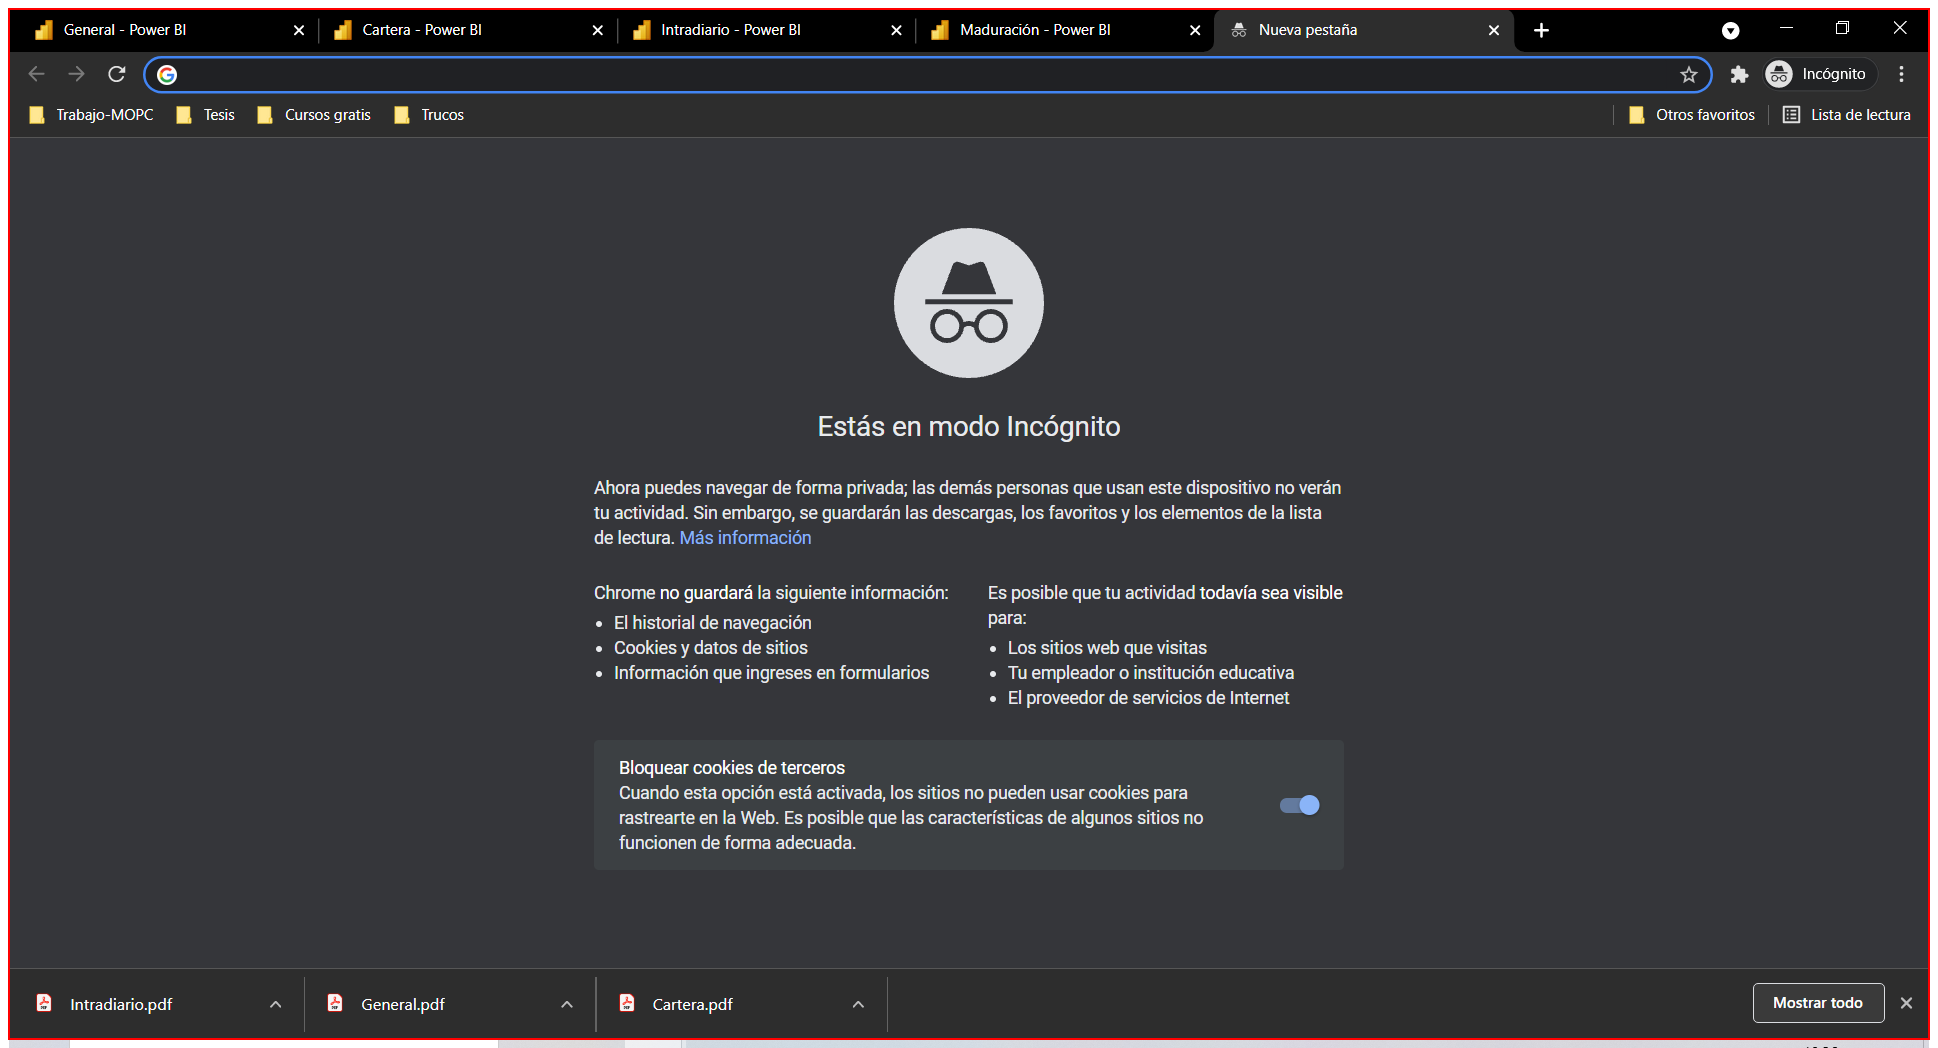 General - Power BI
Cartera - Power BI
Intradiario - Power BI
Maduración - Power BI
Nueva pestaña
Incógnito
Trabajo-MOPC
Tesis
Cursos gratis
Trucos
Otros favoritos
Lista de lectura
Estás en modo Incógnito
Ahora puedes navegar de forma privada; las demás personas que usan este dispositivo no verán
tu actividad. Sin embargo, se guardarán las descargas, los favoritos y los elementos de la lista
de lectura. Más información
Chrome no guardará la siguiente información:
El historial de navegación
Cookies y datos de sitios
Información que ingreses en formularios
Es posible que tu actividad todavía sea visible
para:
Los sitios web que visitas
Tu empleador o institución educativa
El proveedor de servicios de Internet
Bloquear cookies de terceros
Cuando esta opción está activada, los sitios no pueden usar cookies para
rastrearte en la Web. Es posible que las características de algunos sitios no
funcionen de forma adecuada.
Intradiario.pdf
General.pdf
Cartera.pdf
Mostrar todo